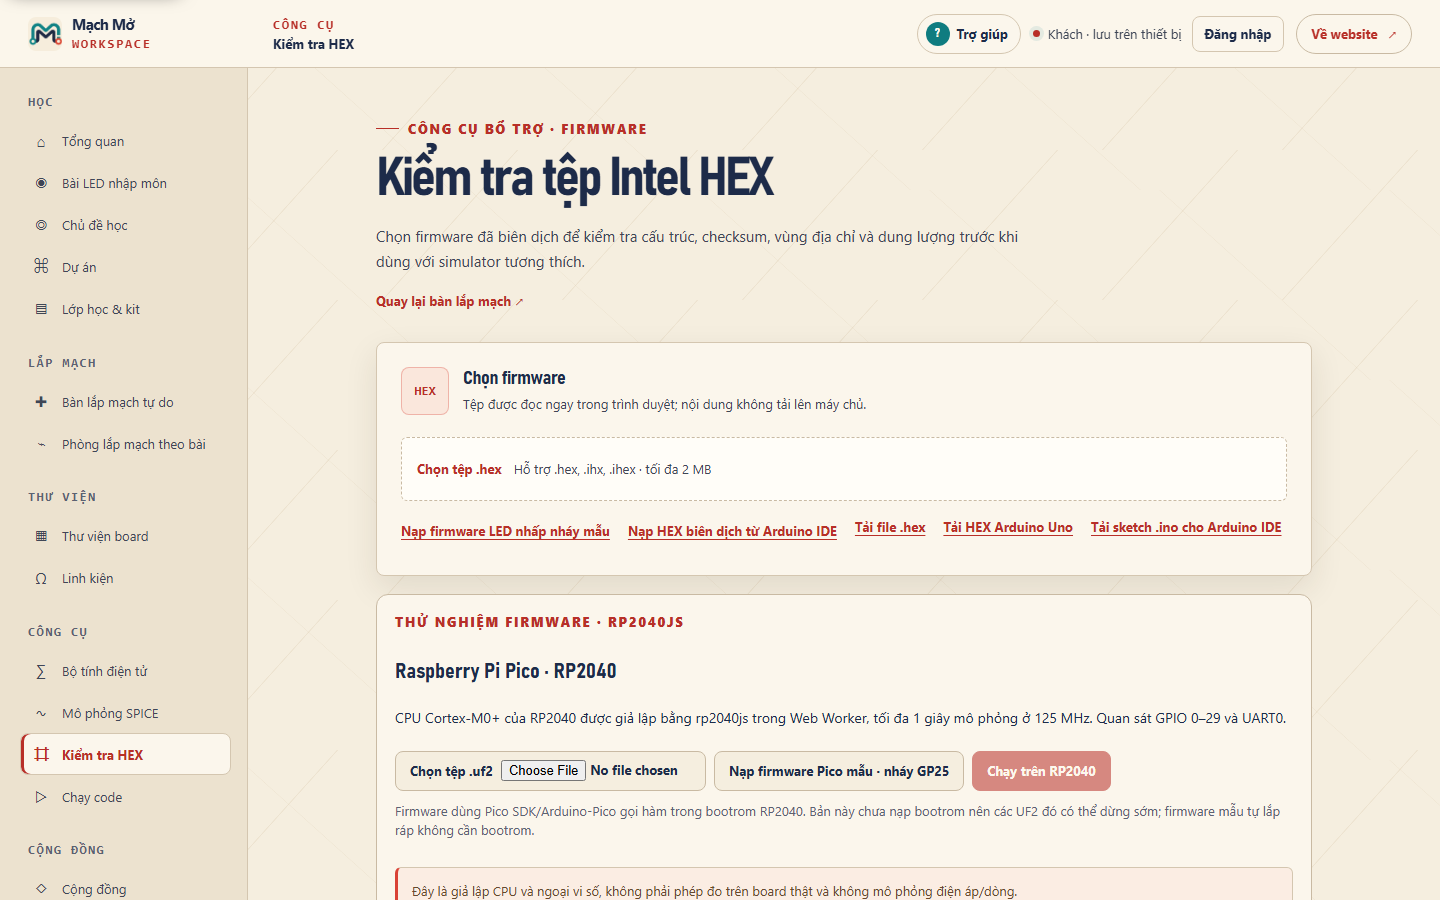 Mạch Mở
WORKSPACE
CÔNG CỤ
Kiểm tra HEX
? Trợ giúp
Khách · lưu trên thiết bị
Đăng nhập
Về website ↗
HỌC
Tổng quan
Bài LED nhập môn
Chủ đề học
Dự án
Lớp học & kit
LẮP MẠCH
Bàn lắp mạch tự do
Phòng lắp mạch theo bài
THƯ VIỆN
Thư viện board
Linh kiện
CÔNG CỤ
Bộ tính điện tử
Mô phỏng SPICE
Kiểm tra HEX
Chạy code
CỘNG ĐỒNG
Cộng đồng
CÔNG CỤ BỔ TRỢ · FIRMWARE
Kiểm tra tệp Intel HEX
Chọn firmware đã biên dịch để kiểm tra cấu trúc, checksum, vùng địa chỉ và dung lượng trước khi
dùng với simulator tương thích.
Quay lại bàn lắp mạch ↗
HEX
Chọn firmware
Tệp được đọc ngay trong trình duyệt; nội dung không tải lên máy chủ.
Chọn tệp .hex Hỗ trợ .hex, .ihx, .ihex · tối đa 2 MB
Nạp firmware LED nhấp nháy mẫu Nạp HEX biên dịch từ Arduino IDE Tải file .hex Tải HEX Arduino Uno Tải sketch .ino cho Arduino IDE
THỬ NGHIỆM FIRMWARE · RP2040JS
Raspberry Pi Pico · RP2040
CPU Cortex-M0+ của RP2040 được giả lập bằng rp2040js trong Web Worker, tối đa 1 giây mô phỏng ở 125 MHz. Quan sát GPIO 0–29 và UART0.
Chọn tệp .uf2 Choose File No file chosen
Nạp firmware Pico mẫu · nháy GP25
Chạy trên RP2040
Firmware dùng Pico SDK/Arduino-Pico gọi hàm trong bootrom RP2040. Bản này chưa nạp bootrom nên các UF2 đó có thể dừng sớm; firmware mẫu tự lắp
ráp không cần bootrom.
Đây là giả lập CPU và ngoại vi số, không phải phép đo trên board thật và không mô phỏng điện áp/dòng.